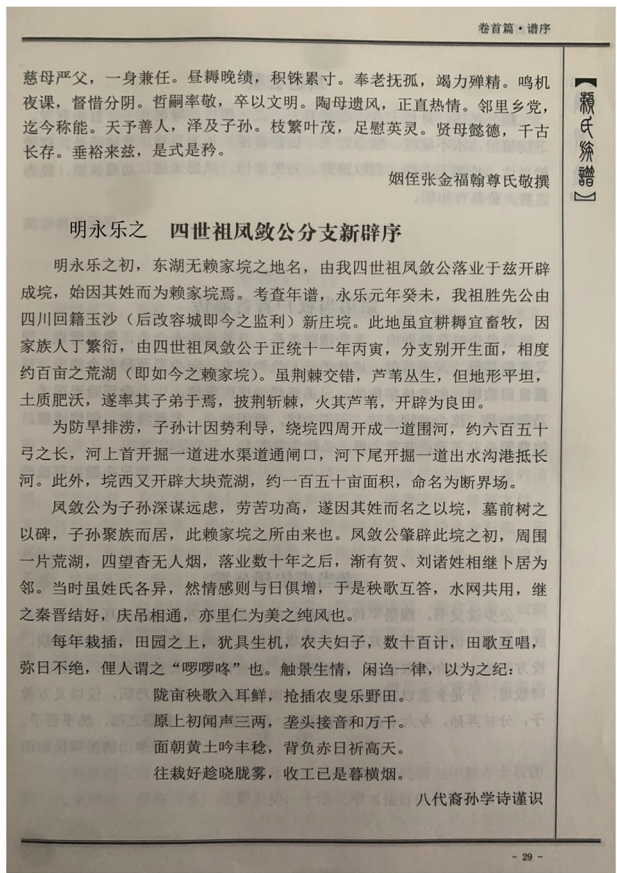 卷首篇·谱序
【賴氏族譜】
慈母严父，一身兼任。昼耨晚绩，积铢累寸。奉老抚孤，竭力殚精。鸣机
夜课，督惜分阴。哲嗣率敬，卒以文明。陶母遗风，正直热情。邻里乡党，
迄今称能。天予善人，泽及子孙。枝繁叶茂，足慰英灵。贤母懿德，千古
长存。垂裕来兹，是式是矜。
姻侄张金福翰尊氏敬撰
明永乐之 四世祖凤敛公分支新辟序
明永乐之初，东湖无赖家垸之地名，由我四世祖凤敛公落业于兹开辟
成垸，始因其姓而为赖家垸焉。考查年谱，永乐元年癸未，我祖胜先公由
四川回籍玉沙（后改容城即今之监利）新庄垸。此地虽宜耕耨宜畜牧，因
家族人丁繁衍，由四世祖凤敛公于正统十一年丙寅，分支别开生面，相度
约百亩之荒湖（即如今之赖家垸）。虽荆棘交错，芦苇丛生，但地形平坦，
土质肥沃，遂率其子弟于焉，披荆斩棘，火其芦苇，开辟为良田。
为防旱排涝，子孙计因势利导，绕垸四周开成一道围河，约六百五十
弓之长，河上首开掘一道进水渠道通闸口，河下尾开掘一道出水沟港抵长
河。此外，垸西又开辟大块荒湖，约一百五十亩面积，命名为断界场。
凤敛公为子孙深谋远虑，劳苦功高，遂因其姓而名之以垸，墓前树之
以碑，子孙聚族而居，此赖家垸之所由来也。凤敛公肇辟此垸之初，周围
一片荒湖，四望杳无人烟，落业数十年之后，渐有贺、刘诸姓相继卜居为
邻。当时虽姓氏各异，然情感则与日俱增，于是秧歌互答，水网共用，继
之秦晋结好，庆吊相通，亦里仁为美之纯风也。
每年栽插，田园之上，犹具生机，农夫妇子，数十百计，田歌互唱，
弥日不绝，俚人谓之“啰啰咚”也。触景生情，闲诌一律，以为之纪：
陇亩秧歌入耳鲜，抢插农叟乐野田。
原上初闻声三两，垄头接音和万千。
面朝黄土吟丰稔，背负赤日祈高天。
往栽好趁晓胧雾，收工已是暮横烟。
八代裔孙学诗谨识
- 29 -